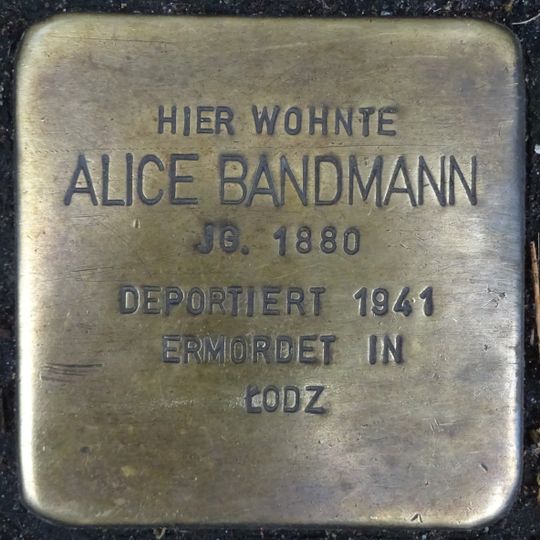 HIER WOHNTE
ALICE BANDMANN
JG. 1880
DEPORTIERT 1941
ERMORDET IN
ŁODZ